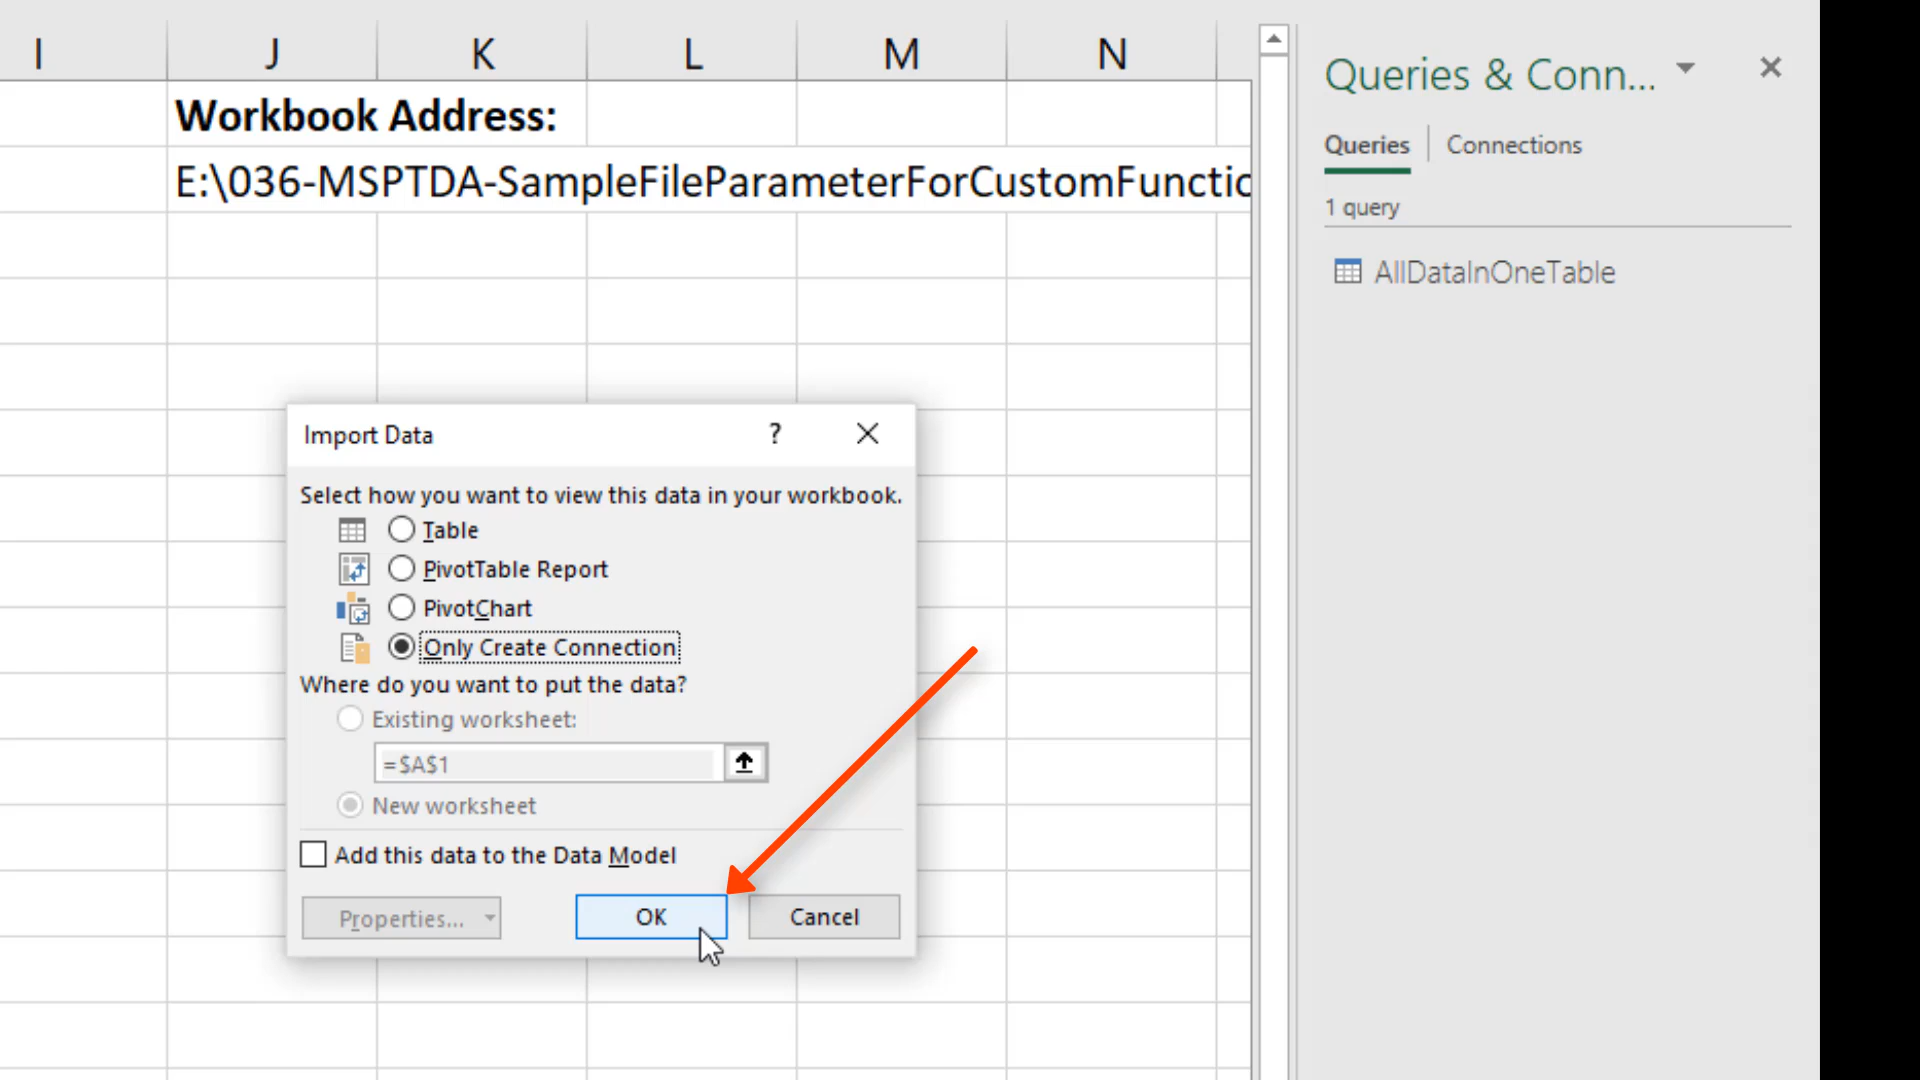 I J K L M N
Workbook Address:
E:\036-MSPTDA-SampleFileParameterForCustomFunctio
Queries & Conn...
Queries Connections
1 query
AllDataInOneTable
Import Data ?
Select how you want to view this data in your workbook.
Table
PivotTable Report
PivotChart
Only Create Connection
Where do you want to put the data?
Existing worksheet:
=$A$1
New worksheet
Add this data to the Data Model
Properties... OK Cancel